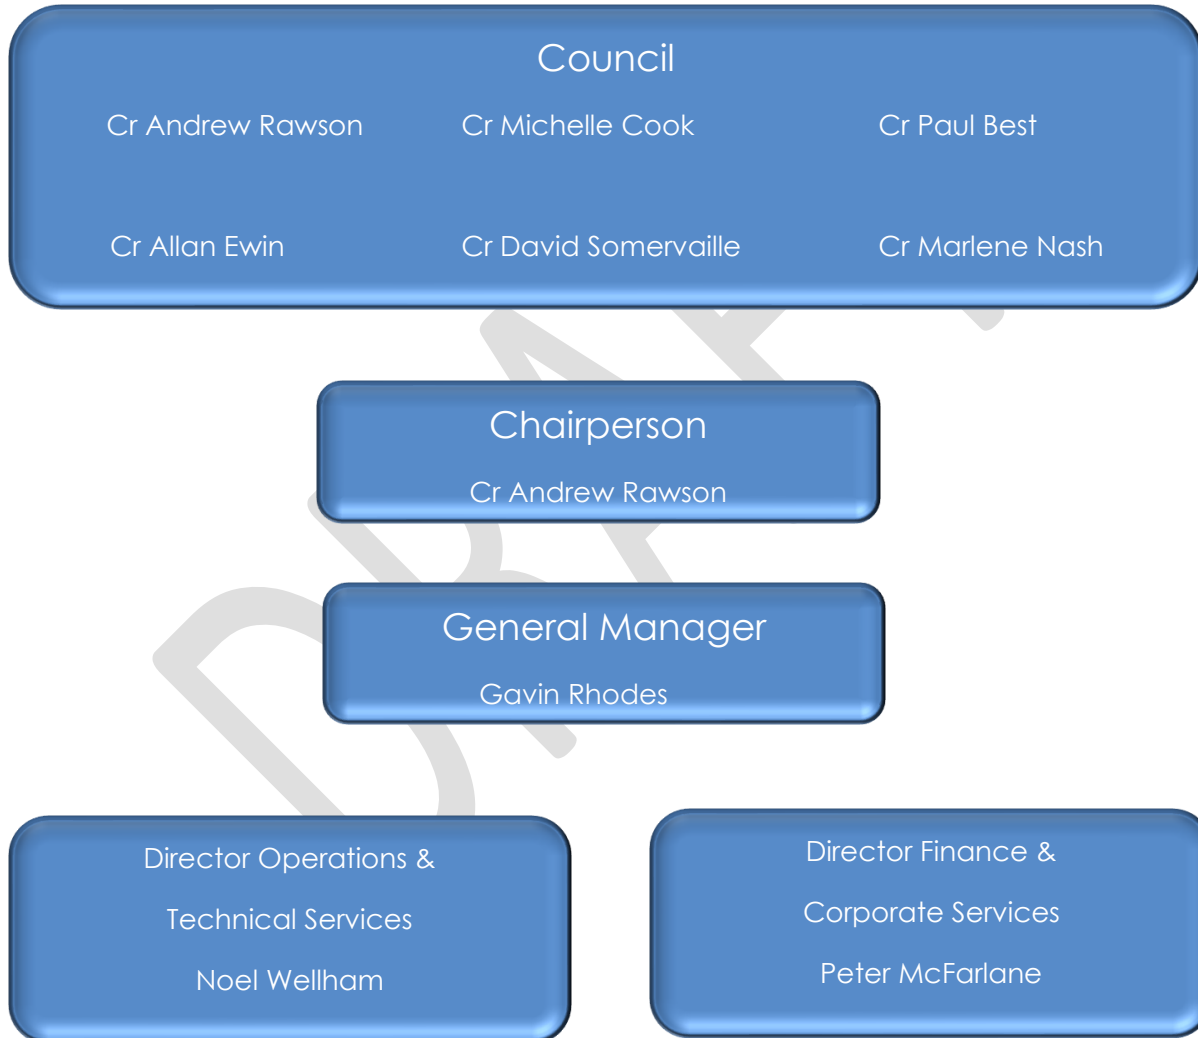 Council
Cr Andrew Rawson Cr Michelle Cook Cr Paul Best
Cr Allan Ewin Cr David Somervaille Cr Marlene Nash
Chairperson
Cr Andrew Rawson
General Manager
Gavin Rhodes
Director Operations &
Technical Services
Noel Wellham
Director Finance &
Corporate Services
Peter McFarlane
DRAFT